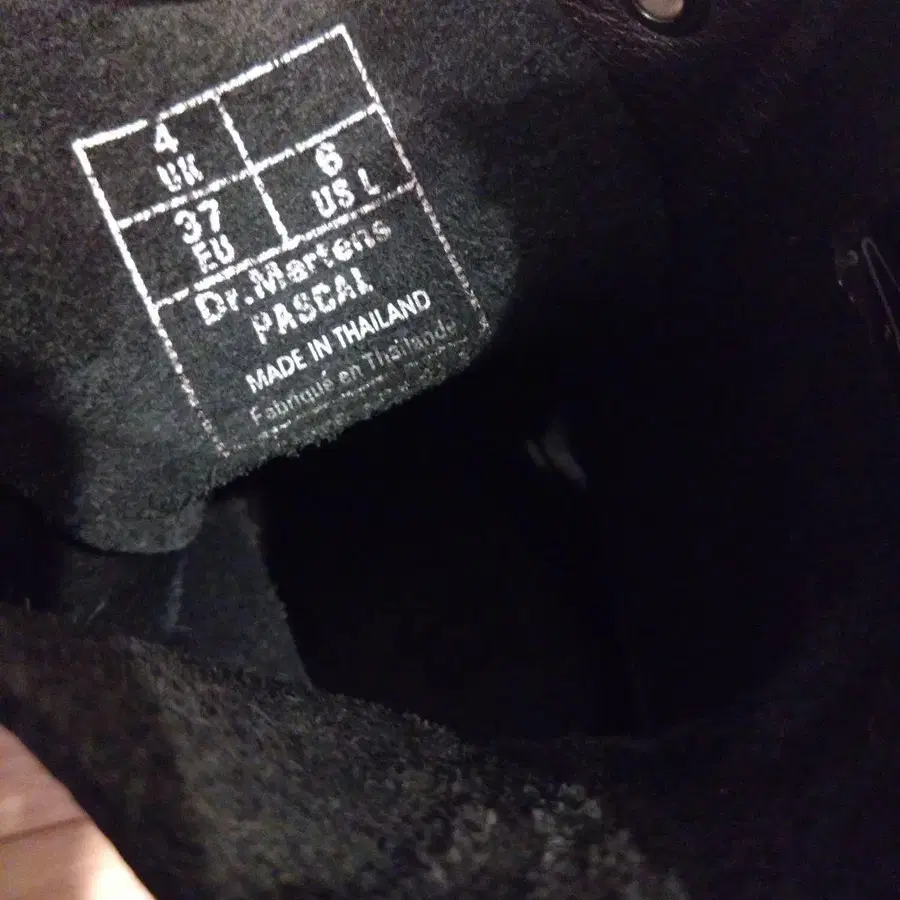 4
UK
6
US L
37
EU
Dr.Martens
PASCAL
MADE IN THAILAND
Fabriqué en Thaïlande